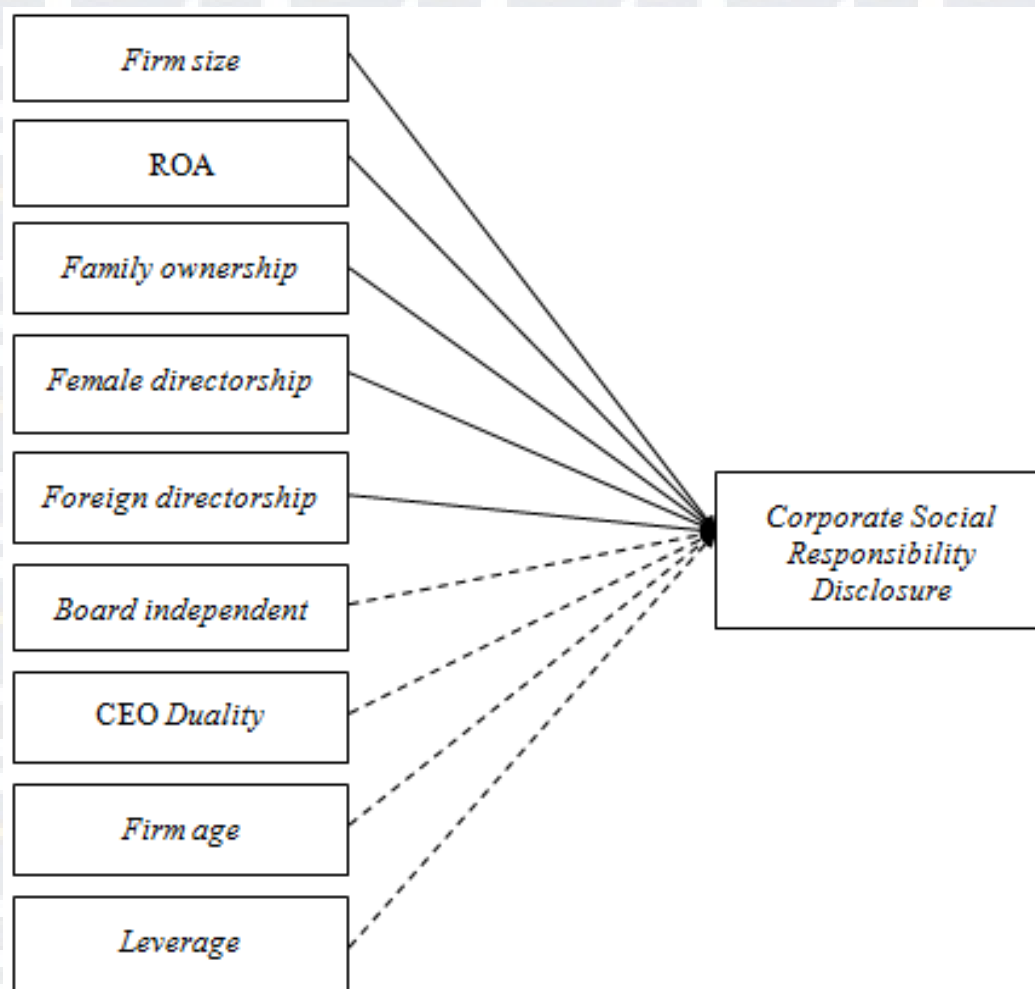 Firm size
ROA
Family ownership
Female directorship
Foreign directorship
Board independent
CEO Duality
Firm age
Leverage
Corporate Social
Responsibility
Disclosure